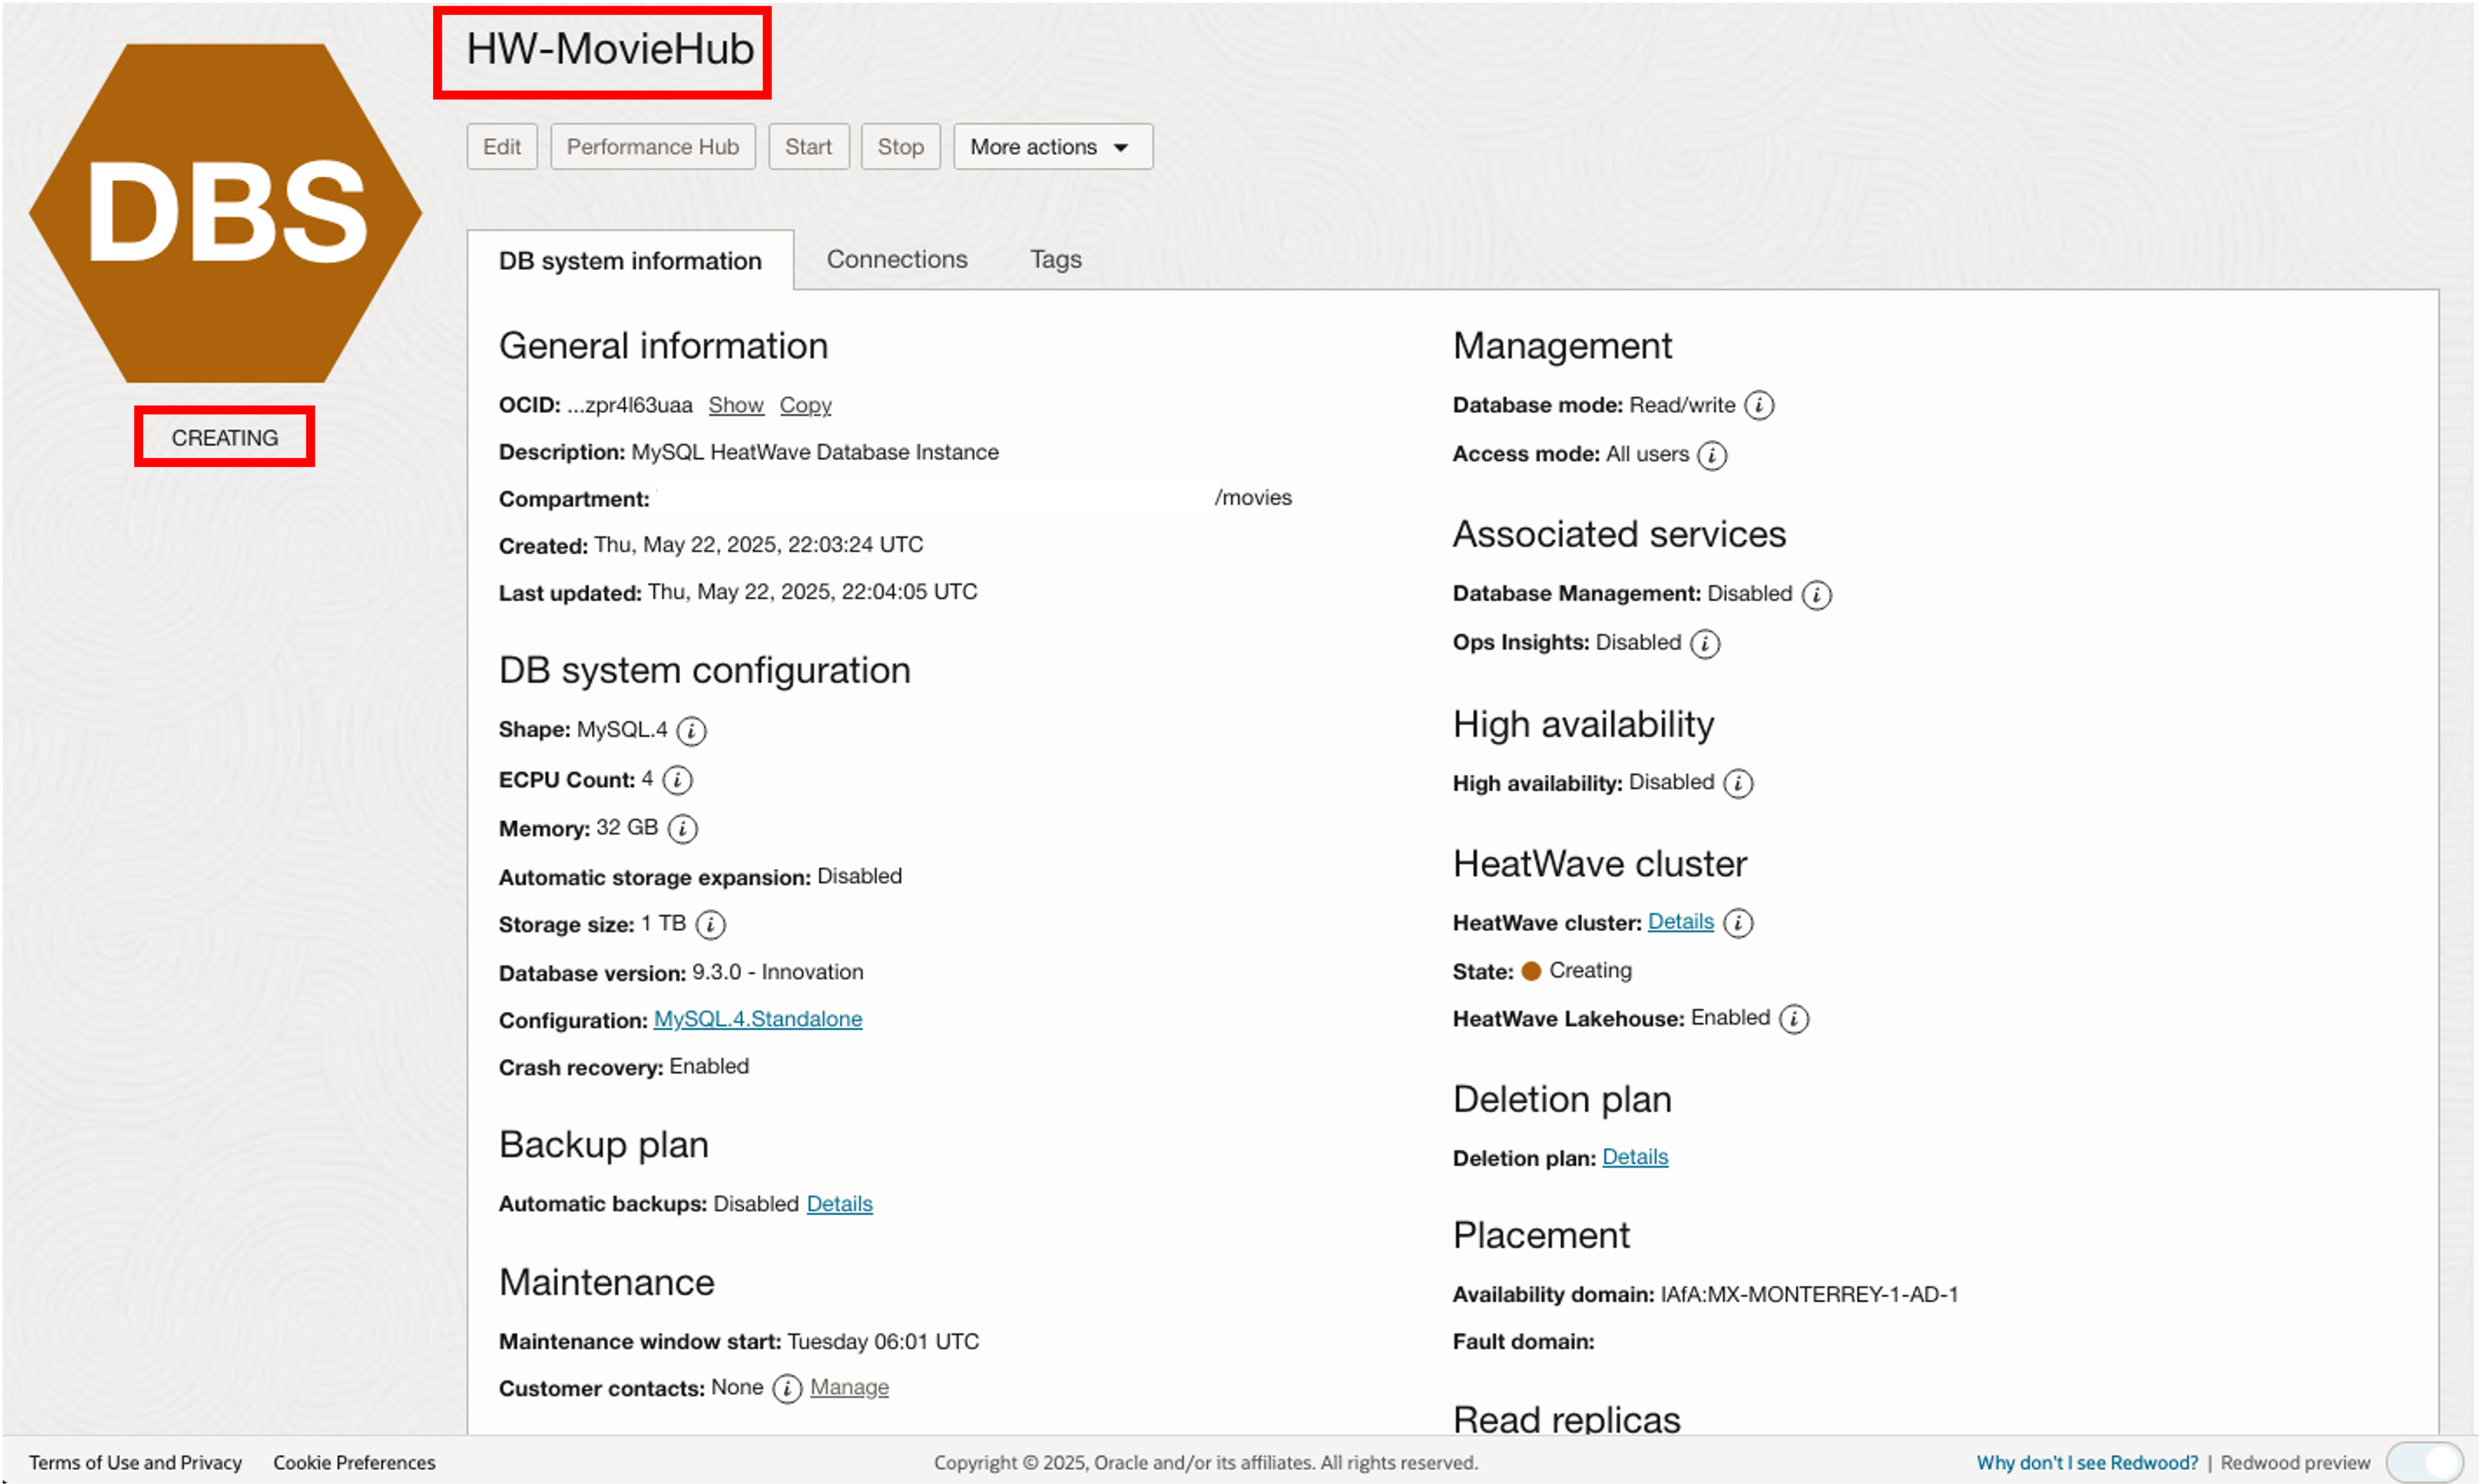 HW-MovieHub
DBS
CREATING
Edit
Performance Hub
Start
Stop
More actions
DB system information
Connections
Tags
General information
OCID: ...zpr4l63uaa Show Copy
Description: MySQL HeatWave Database Instance
Compartment: /movies
Created: Thu, May 22, 2025, 22:03:24 UTC
Last updated: Thu, May 22, 2025, 22:04:05 UTC
DB system configuration
Shape: MySQL.4
ECPU Count: 4
Memory: 32 GB
Automatic storage expansion: Disabled
Storage size: 1 TB
Database version: 9.3.0 - Innovation
Configuration: MySQL.4.Standalone
Crash recovery: Enabled
Backup plan
Automatic backups: Disabled Details
Maintenance
Maintenance window start: Tuesday 06:01 UTC
Customer contacts: None Manage
Management
Database mode: Read/write
Access mode: All users
Associated services
Database Management: Disabled
Ops Insights: Disabled
High availability
High availability: Disabled
HeatWave cluster
HeatWave cluster: Details
State: Creating
HeatWave Lakehouse: Enabled
Deletion plan
Deletion plan: Details
Placement
Availability domain: IAfA:MX-MONTERREY-1-AD-1
Fault domain:
Read replicas
Terms of Use and Privacy
Cookie Preferences
Copyright © 2025, Oracle and/or its affiliates. All rights reserved.
Why don't I see Redwood? | Redwood preview